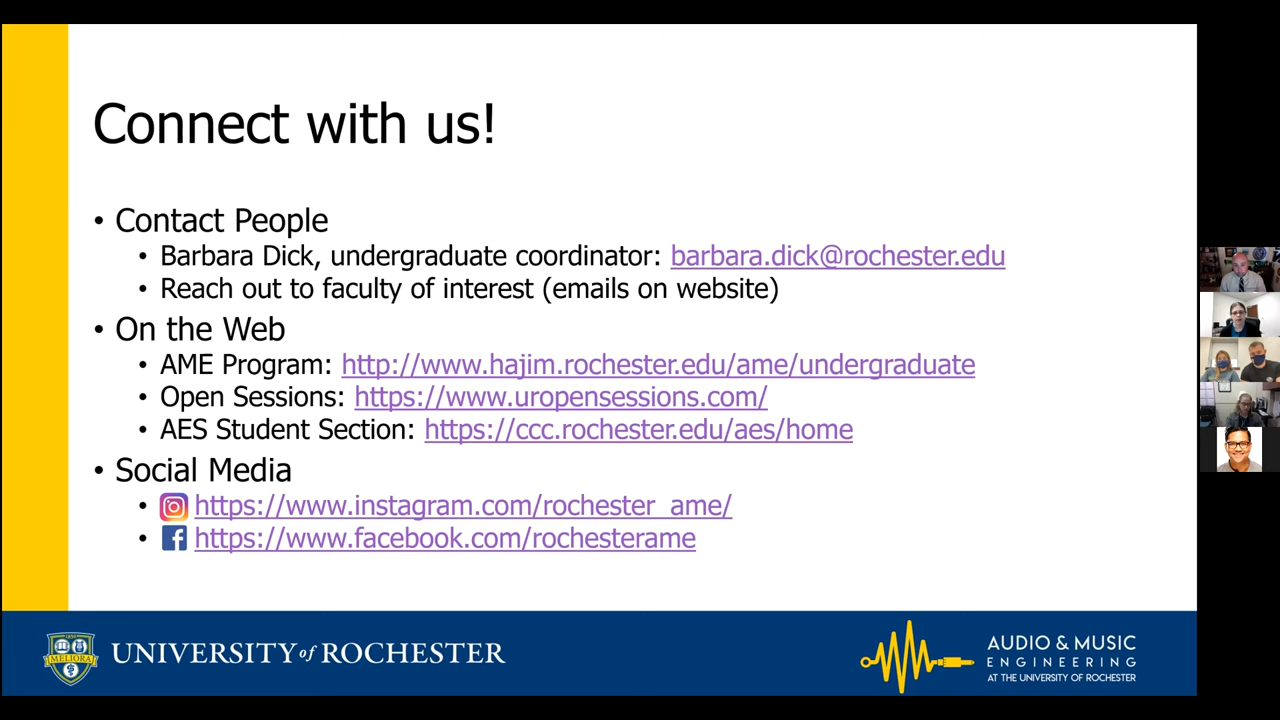 Connect with us!
• Contact People
• Barbara Dick, undergraduate coordinator: barbara.dick@rochester.edu
• Reach out to faculty of interest (emails on website)
• On the Web
• AME Program: http://www.hajim.rochester.edu/ame/undergraduate
• Open Sessions: https://www.uropensessions.com/
• AES Student Section: https://ccc.rochester.edu/aes/home
• Social Media
• https://www.instagram.com/rochester_ame/
• https://www.facebook.com/rochesterame
MELIORA
UNIVERSITY of ROCHESTER
AUDIO & MUSIC
ENGINEERING
AT THE UNIVERSITY OF ROCHESTER